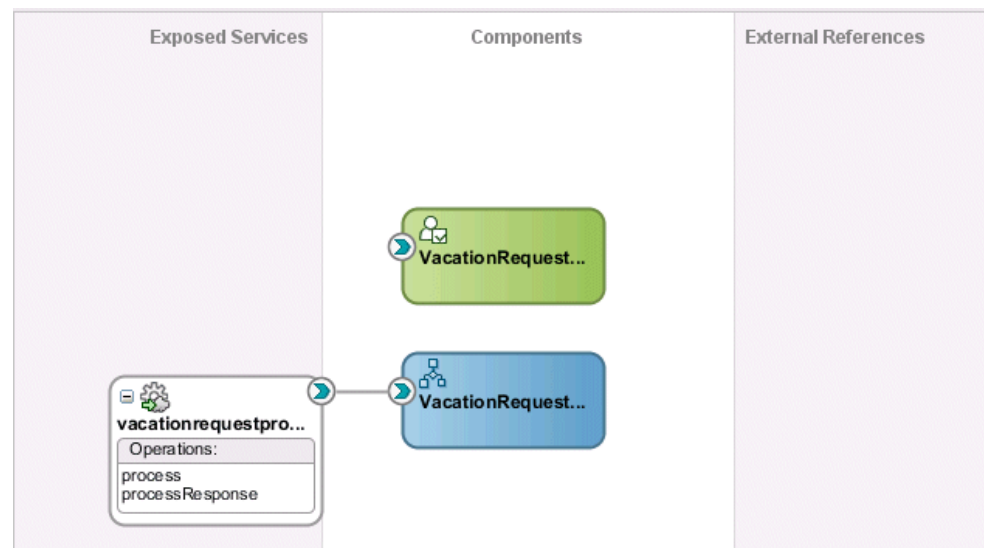 Exposed Services
Components
External References
VacationRequest...
VacationRequest...
vacationrequestpro...
Operations:
process
processResponse